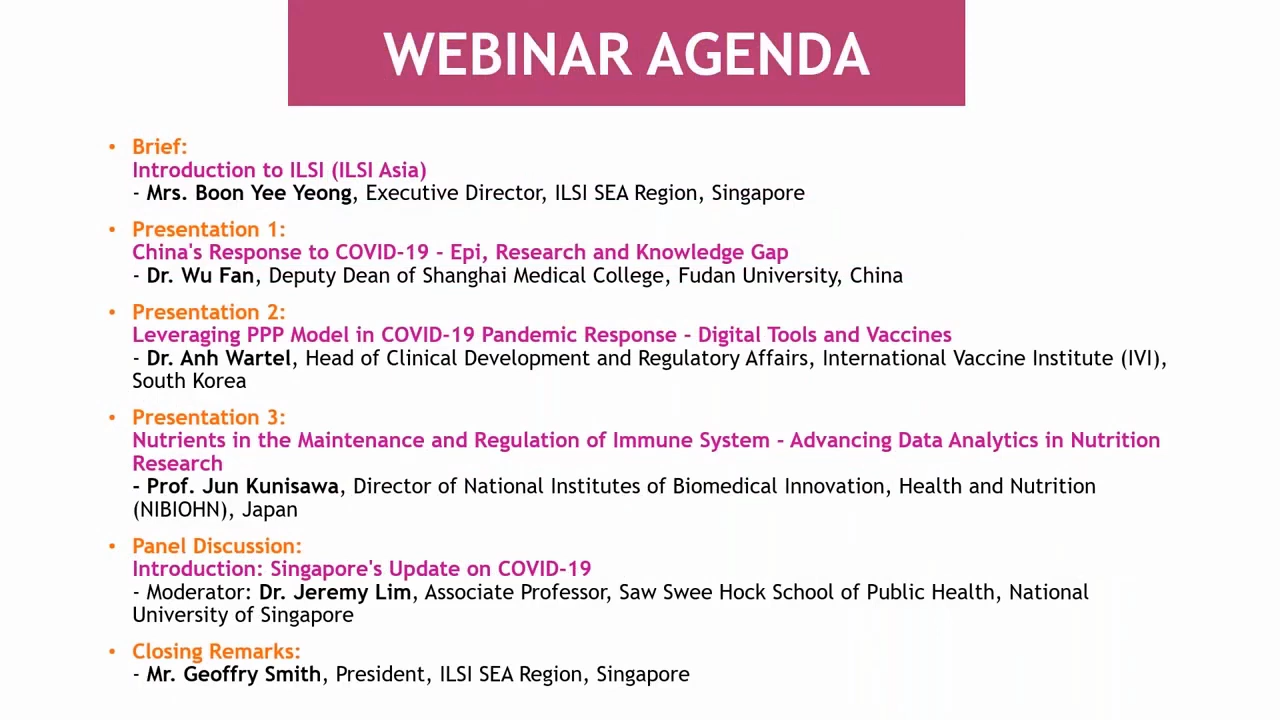 WEBINAR AGENDA
• Brief:
Introduction to ILSI (ILSI Asia)
- Mrs. Boon Yee Yeong, Executive Director, ILSI SEA Region, Singapore
• Presentation 1:
China's Response to COVID-19 - Epi, Research and Knowledge Gap
- Dr. Wu Fan, Deputy Dean of Shanghai Medical College, Fudan University, China
• Presentation 2:
Leveraging PPP Model in COVID-19 Pandemic Response - Digital Tools and Vaccines
- Dr. Anh Wartel, Head of Clinical Development and Regulatory Affairs, International Vaccine Institute (IVI),
South Korea
• Presentation 3:
Nutrients in the Maintenance and Regulation of Immune System - Advancing Data Analytics in Nutrition
Research
- Prof. Jun Kunisawa, Director of National Institutes of Biomedical Innovation, Health and Nutrition
(NIBIOHN), Japan
• Panel Discussion:
Introduction: Singapore's Update on COVID-19
- Moderator: Dr. Jeremy Lim, Associate Professor, Saw Swee Hock School of Public Health, National
University of Singapore
• Closing Remarks:
- Mr. Geoffry Smith, President, ILSI SEA Region, Singapore